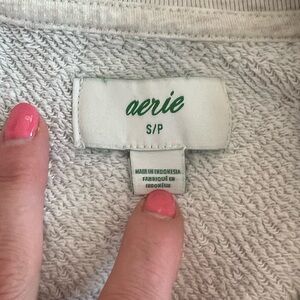 aerie
S/P
MADE IN INDONESIA
FABRIQUÉ EN
INDONÉSIE